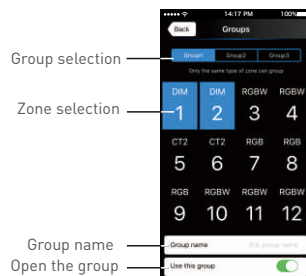 14:17 PM 100%
Back Groups
Group selection
Group1 Group2 Group3
Only the same type of zone can group
Zone selection
DIM DIM RGBW RGBW
1 2 3 4
CT2 CT2 RGB RGB
5 6 7 8
RGB RGBW RGBW RGBW
9 10 11 12
Group name
Group name Exit group name
Open the group
Use this group